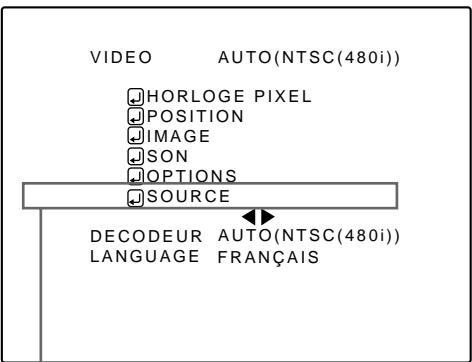 VIDEO AUTO(NTSC(480i))
HORLOGE PIXEL
POSITION
IMAGE
SON
OPTIONS
SOURCE
DECODEUR AUTO(NTSC(480i))
LANGUAGE FRANÇAIS